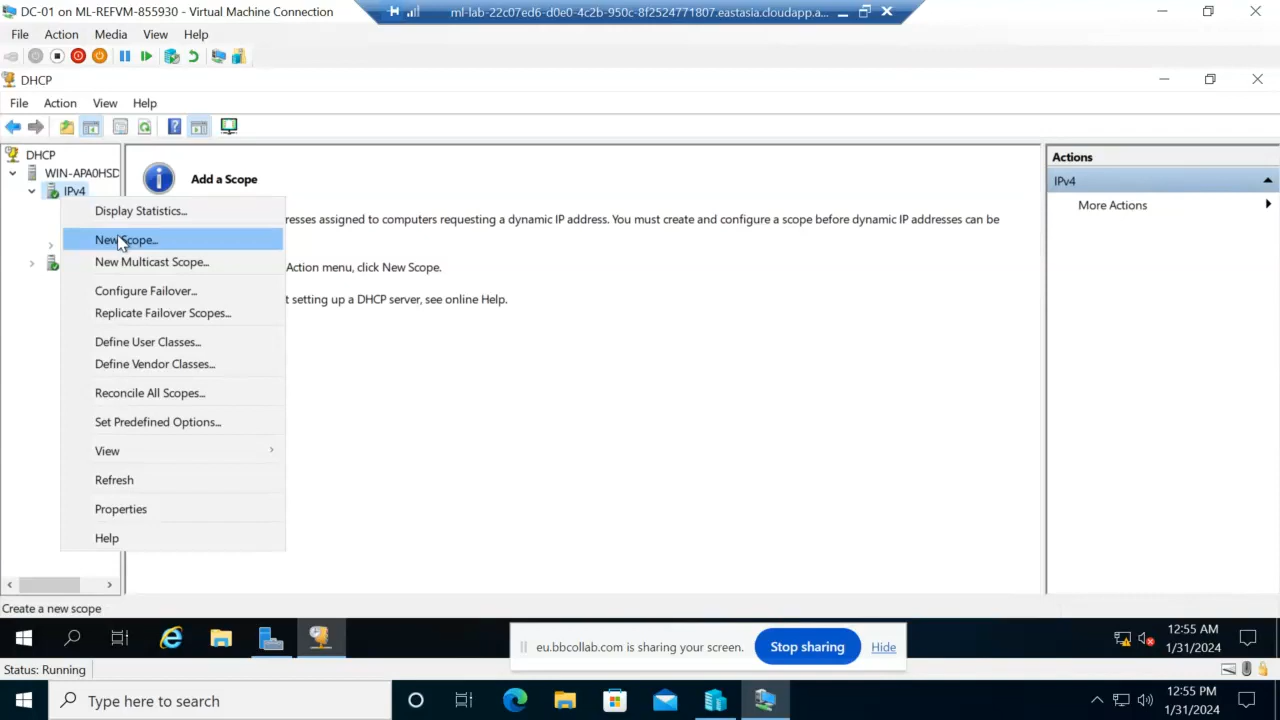 DC-01 on ML-REFVM-855930 - Virtual Machine Connection
ml-lab-22c07ed6-d0e0-4c2b-950c-8f2524771807.eastasia.cloudapp.a...
File Action Media View Help
DHCP
File Action View Help
DHCP
WIN-APA0HSD
IPv4
Display Statistics...
New Scope...
New Multicast Scope...
Configure Failover...
Replicate Failover Scopes...
Define User Classes...
Define Vendor Classes...
Reconcile All Scopes...
Set Predefined Options...
View
Refresh
Properties
Help
Add a Scope
resses assigned to computers requesting a dynamic IP address. You must create and configure a scope before dynamic IP addresses can be
Action menu, click New Scope.
t setting up a DHCP server, see online Help.
Actions
IPv4
More Actions
Create a new scope
eu.bbcollab.com is sharing your screen.
Stop sharing
Hide
12:55 AM
1/31/2024
Status: Running
Type here to search
12:55 PM
1/31/2024